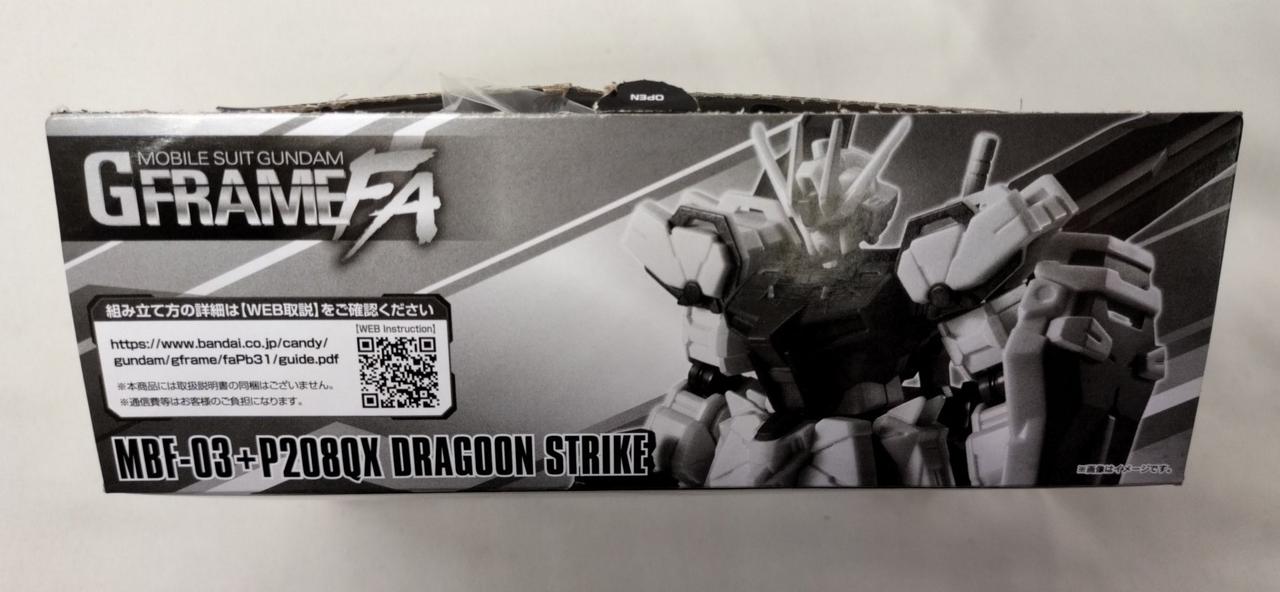 OPEN
MOBILE SUIT GUNDAM
GFRAME FA
組み立て方の詳細は【WEB取説】をご確認ください
[WEB Instruction]
https://www.bandai.co.jp/candy/
gundam/gframe/faPb31/guide.pdf
※本商品には取扱説明書の同梱はございません。
※通信費等はお客様のご負担になります。
MBF-03+P208QX DRAGOON STRIKE
※画像はイメージです。